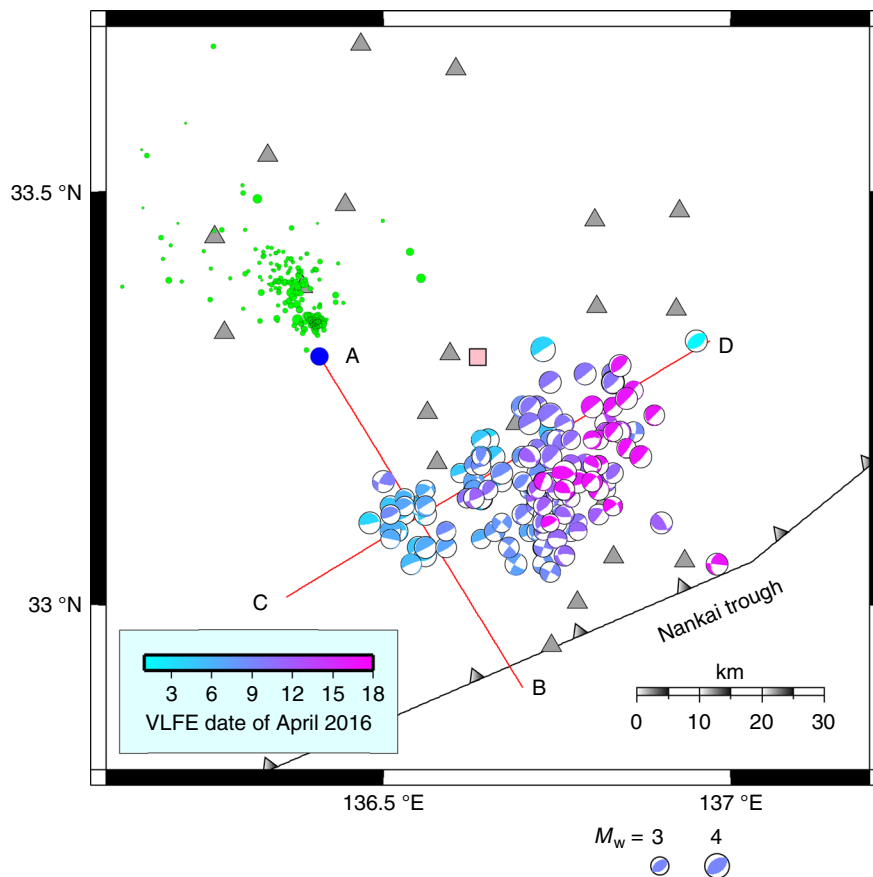 33.5 °N
A
D
C
33 °N
Nankai trough
B
3 6 9 12 15 18
VLFE date of April 2016
km
0 10 20 30
136.5 °E 137 °E
Mw = 3 4